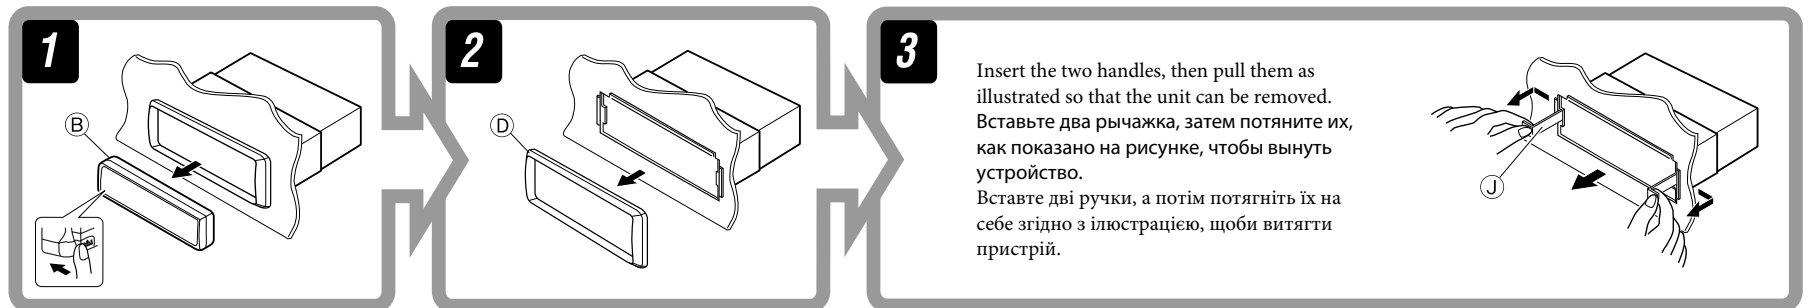 1
B
2
D
3
Insert the two handles, then pull them as
illustrated so that the unit can be removed.
Вставьте два рычажка, затем потяните их,
как показано на рисунке, чтобы вынуть
устройство.
Вставте дві ручки, а потім потягніть їх на
себе згідно з ілюстрацією, щоби витягти
пристрій.
J